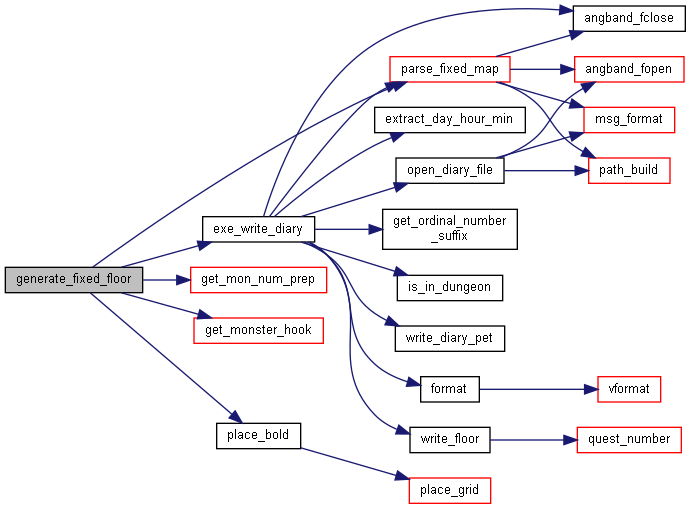 angband_fclose
parse_fixed_map
angband_fopen
extract_day_hour_min
msg_format
open_diary_file
path_build
exe_write_diary
get_ordinal_number
_suffix
generate_fixed_floor
get_mon_num_prep
is_in_dungeon
get_monster_hook
write_diary_pet
format
vformat
place_bold
write_floor
quest_number
place_grid